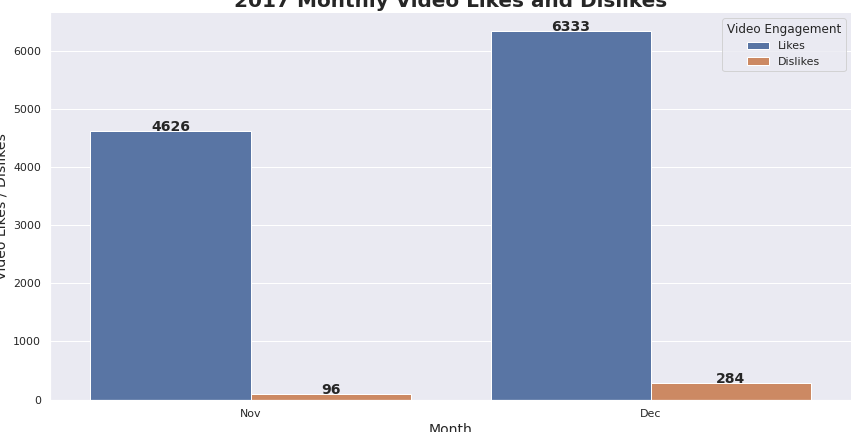 2017 Monthly Video Likes and Dislikes
Video Likes / Dislikes
6000
5000
4000
3000
2000
1000
0
4626
96
6333
284
Video Engagement
Likes
Dislikes
Nov
Dec
Month